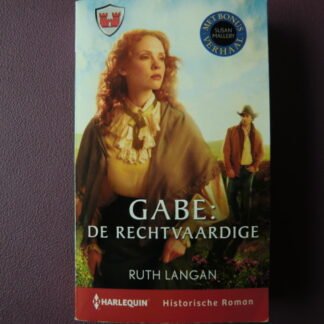 MET BONUS
SUSAN
MALLERY
VERHAAL
GABE:
DE RECHTVAARDIGE
RUTH LANGAN
HARLEQUIN Historische Roman